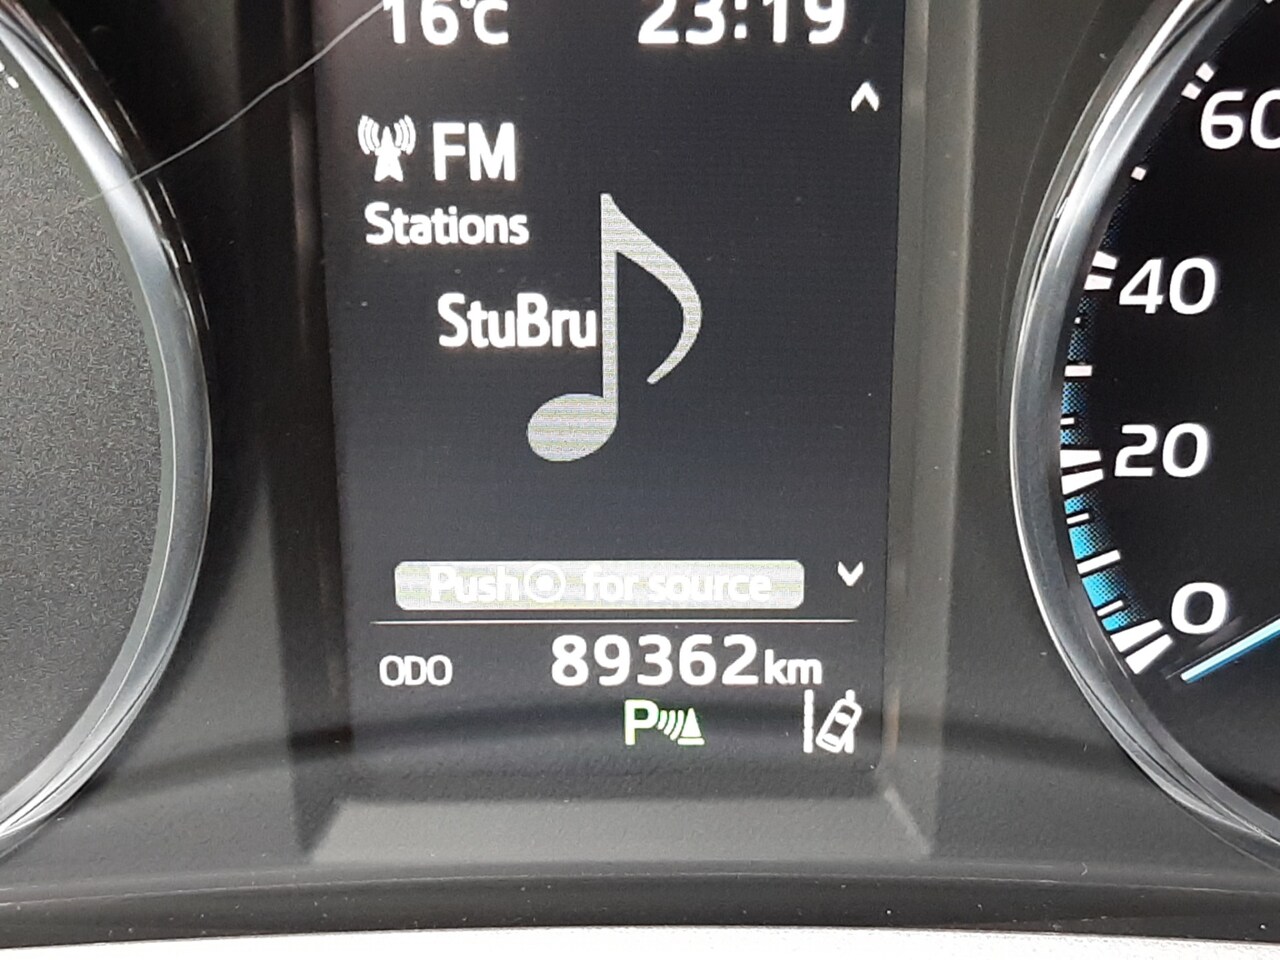 16°C 23:19
FM
Stations
StuBru
Push for source
ODO 89362km
P
60
40
20
0